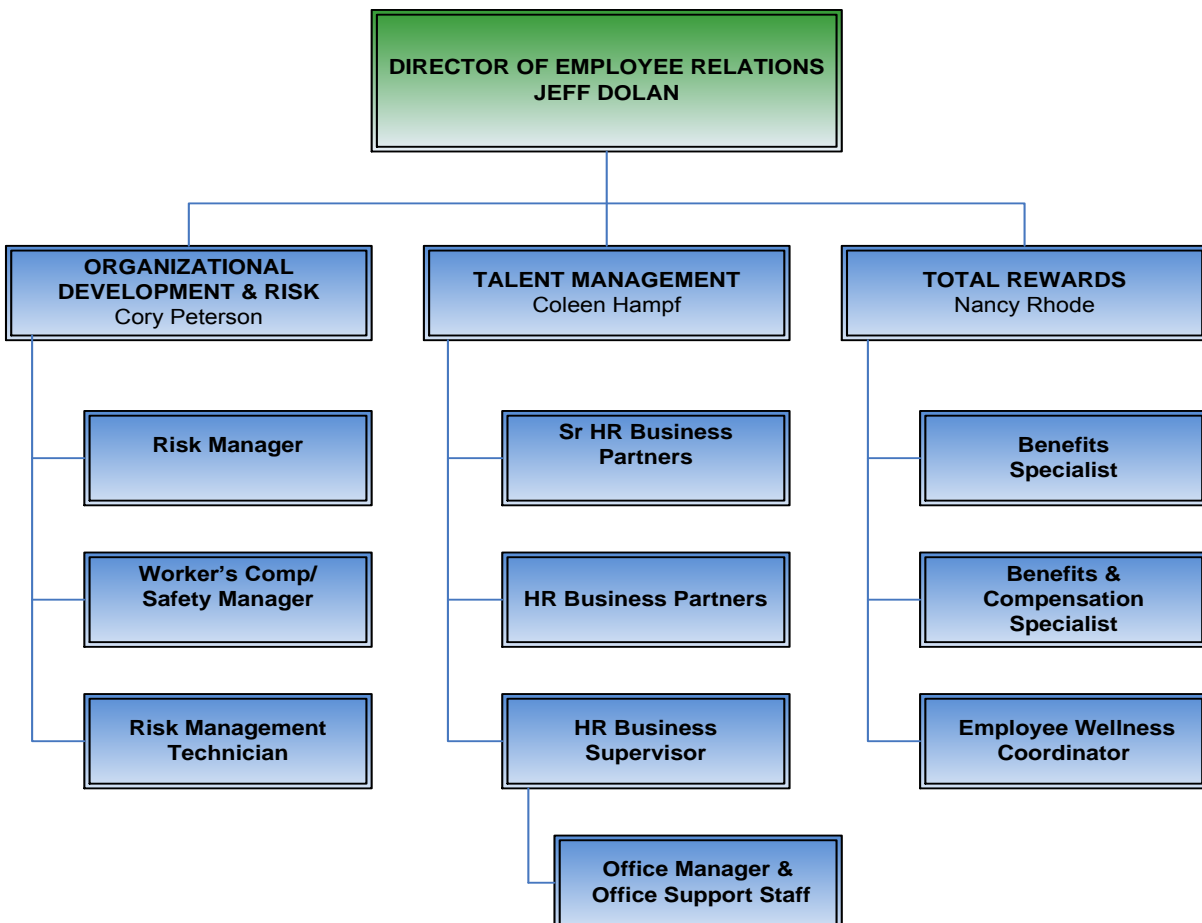 DIRECTOR OF EMPLOYEE RELATIONS
JEFF DOLAN
ORGANIZATIONAL
DEVELOPMENT & RISK
Cory Peterson
TALENT MANAGEMENT
Coleen Hampf
TOTAL REWARDS
Nancy Rhode
Risk Manager
Sr HR Business
Partners
Benefits
Specialist
Worker’s Comp/
Safety Manager
HR Business Partners
Benefits &
Compensation
Specialist
Risk Management
Technician
HR Business
Supervisor
Employee Wellness
Coordinator
Office Manager &
Office Support Staff